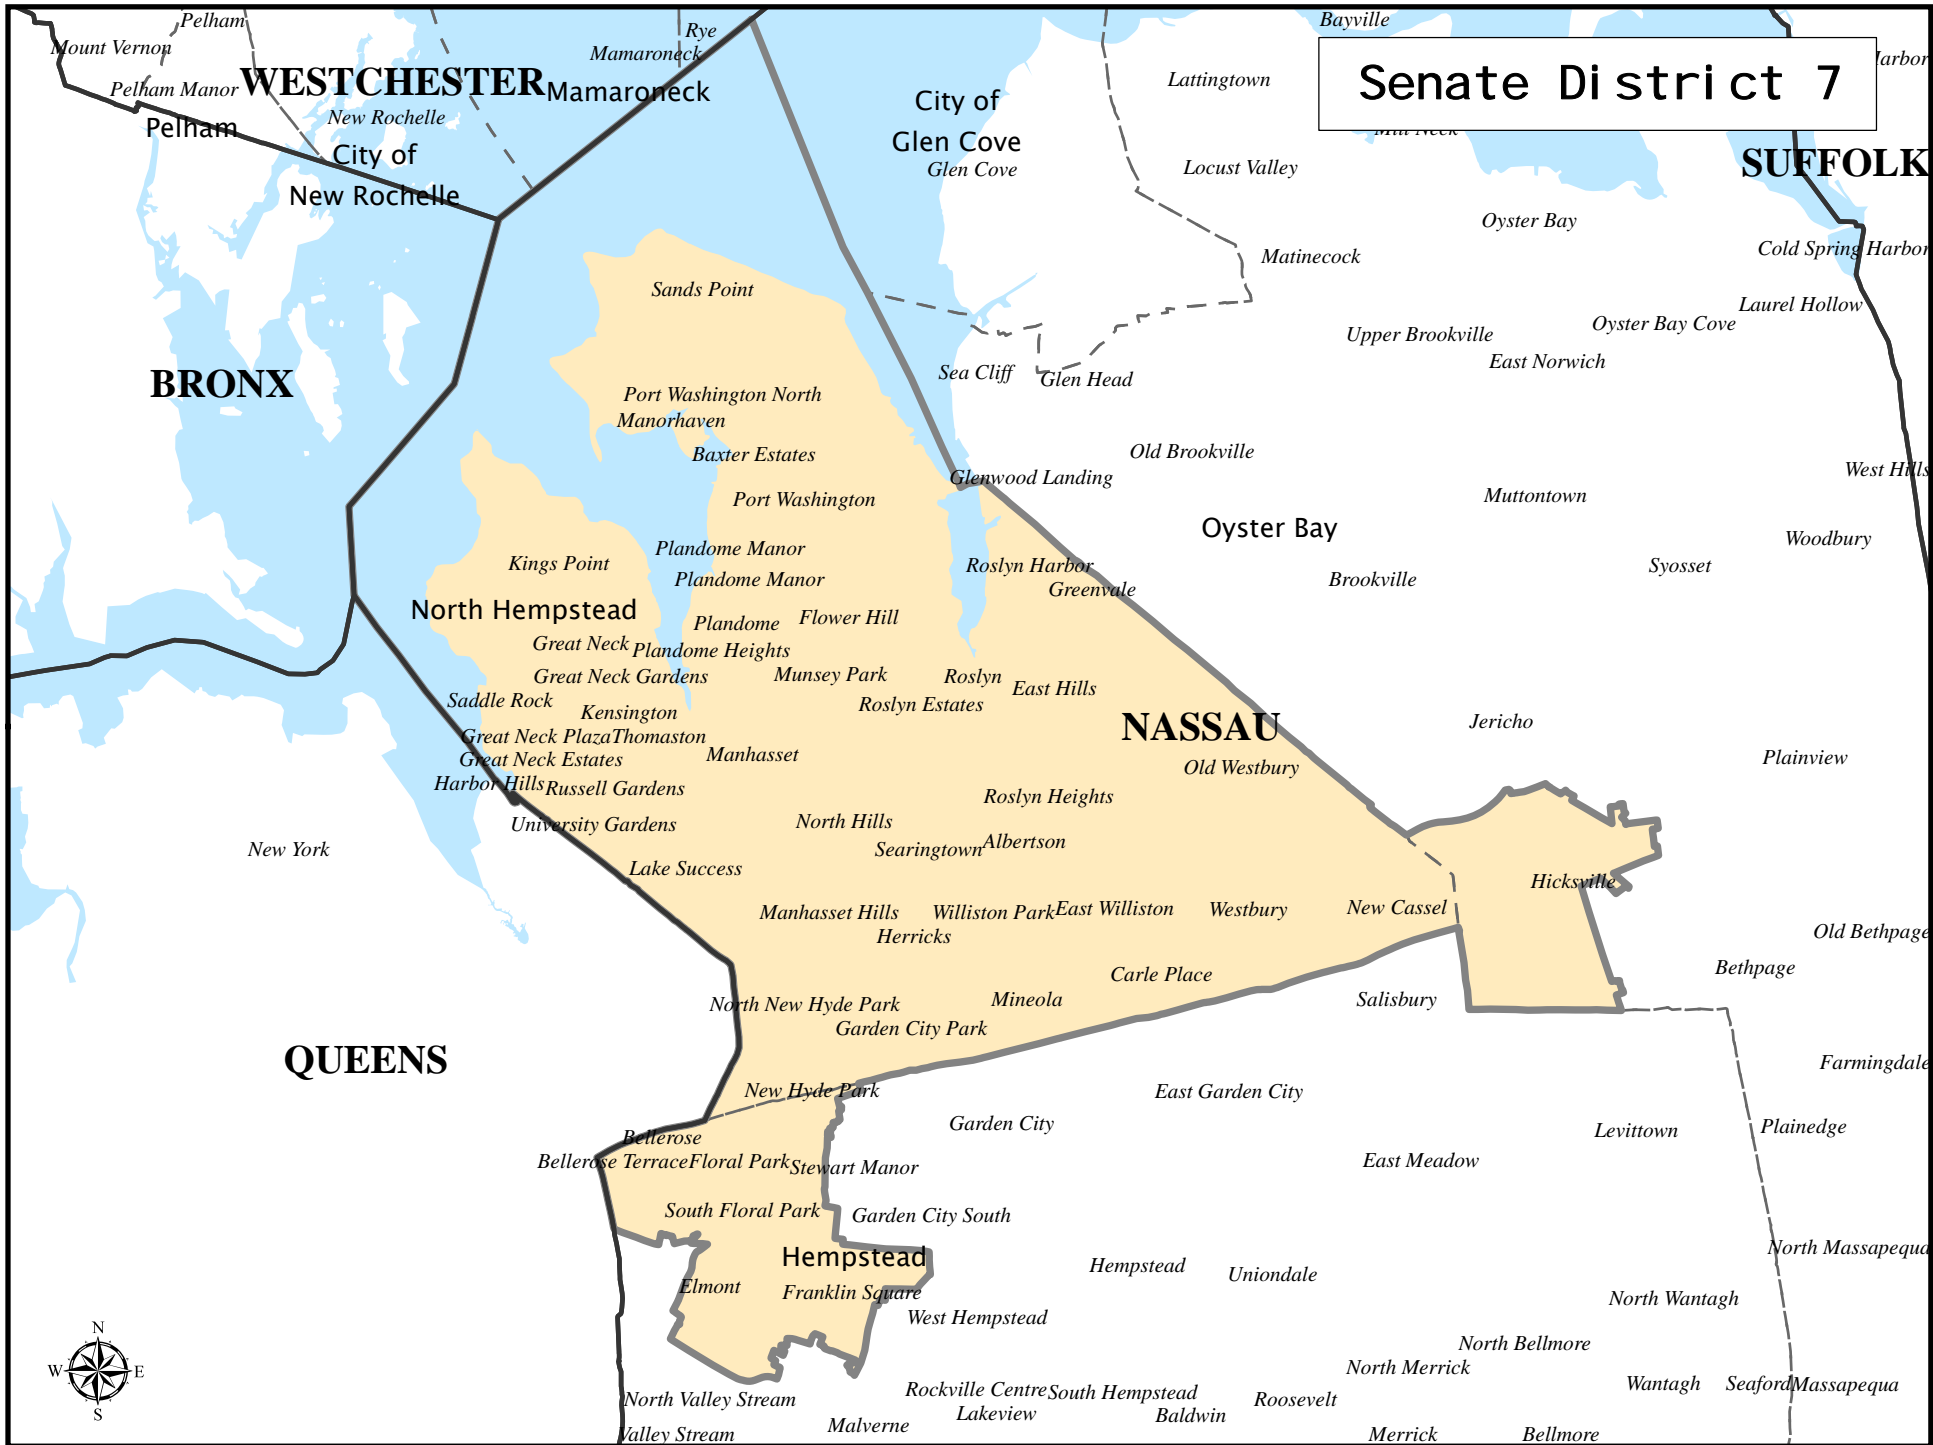 Pelham
Rye
Bayville
Mount Vernon
Mamaroneck
Harbor
Pelham Manor
WESTCHESTER
Mamaroneck
Lattingtown
Senate District 7
New Rochelle
City of
Glen Cove
Pelham
Mill Neck
City of
New Rochelle
Glen Cove
Locust Valley
SUFFOLK
Oyster Bay
Matinecock
Cold Spring Harbor
Sands Point
Laurel Hollow
Oyster Bay Cove
Upper Brookville
East Norwich
BRONX
Sea Cliff
Glen Head
Port Washington North
Manorhaven
Baxter Estates
Old Brookville
Glenwood Landing
West Hills
Port Washington
Muttontown
Oyster Bay
Woodbury
Plandome Manor
Kings Point
Plandome Manor
Roslyn Harbor
Greenvale
Brookville
Syosset
North Hempstead
Plandome
Flower Hill
Great Neck
Plandome Heights
Great Neck Gardens
Munsey Park
Roslyn
East Hills
Saddle Rock
Kensington
Roslyn Estates
NASSAU
Jericho
Great Neck Plaza
Thomaston
Great Neck Estates
Manhasset
Old Westbury
Plainview
Harbor Hills
Russell Gardens
Roslyn Heights
University Gardens
North Hills
New York
Searingtown
Albertson
Lake Success
Hicksville
Manhasset Hills
Williston Park
East Williston
Westbury
New Cassel
Herricks
Old Bethpage
Carle Place
Bethpage
North New Hyde Park
Mineola
Salisbury
Garden City Park
QUEENS
Farmingdale
New Hyde Park
East Garden City
Garden City
Levittown
Plainedge
Bellerose
Bellerose Terrace
Floral Park
Stewart Manor
East Meadow
South Floral Park
Garden City South
Hempstead
North Massapequa
Hempstead
Uniondale
Elmont
Franklin Square
West Hempstead
North Wantagh
N
W
E
S
North Bellmore
North Merrick
North Valley Stream
Rockville Centre
South Hempstead
Roosevelt
Wantagh
Seaford
Massapequa
Lakeview
Baldwin
Malverne
Valley Stream
Merrick
Bellmore